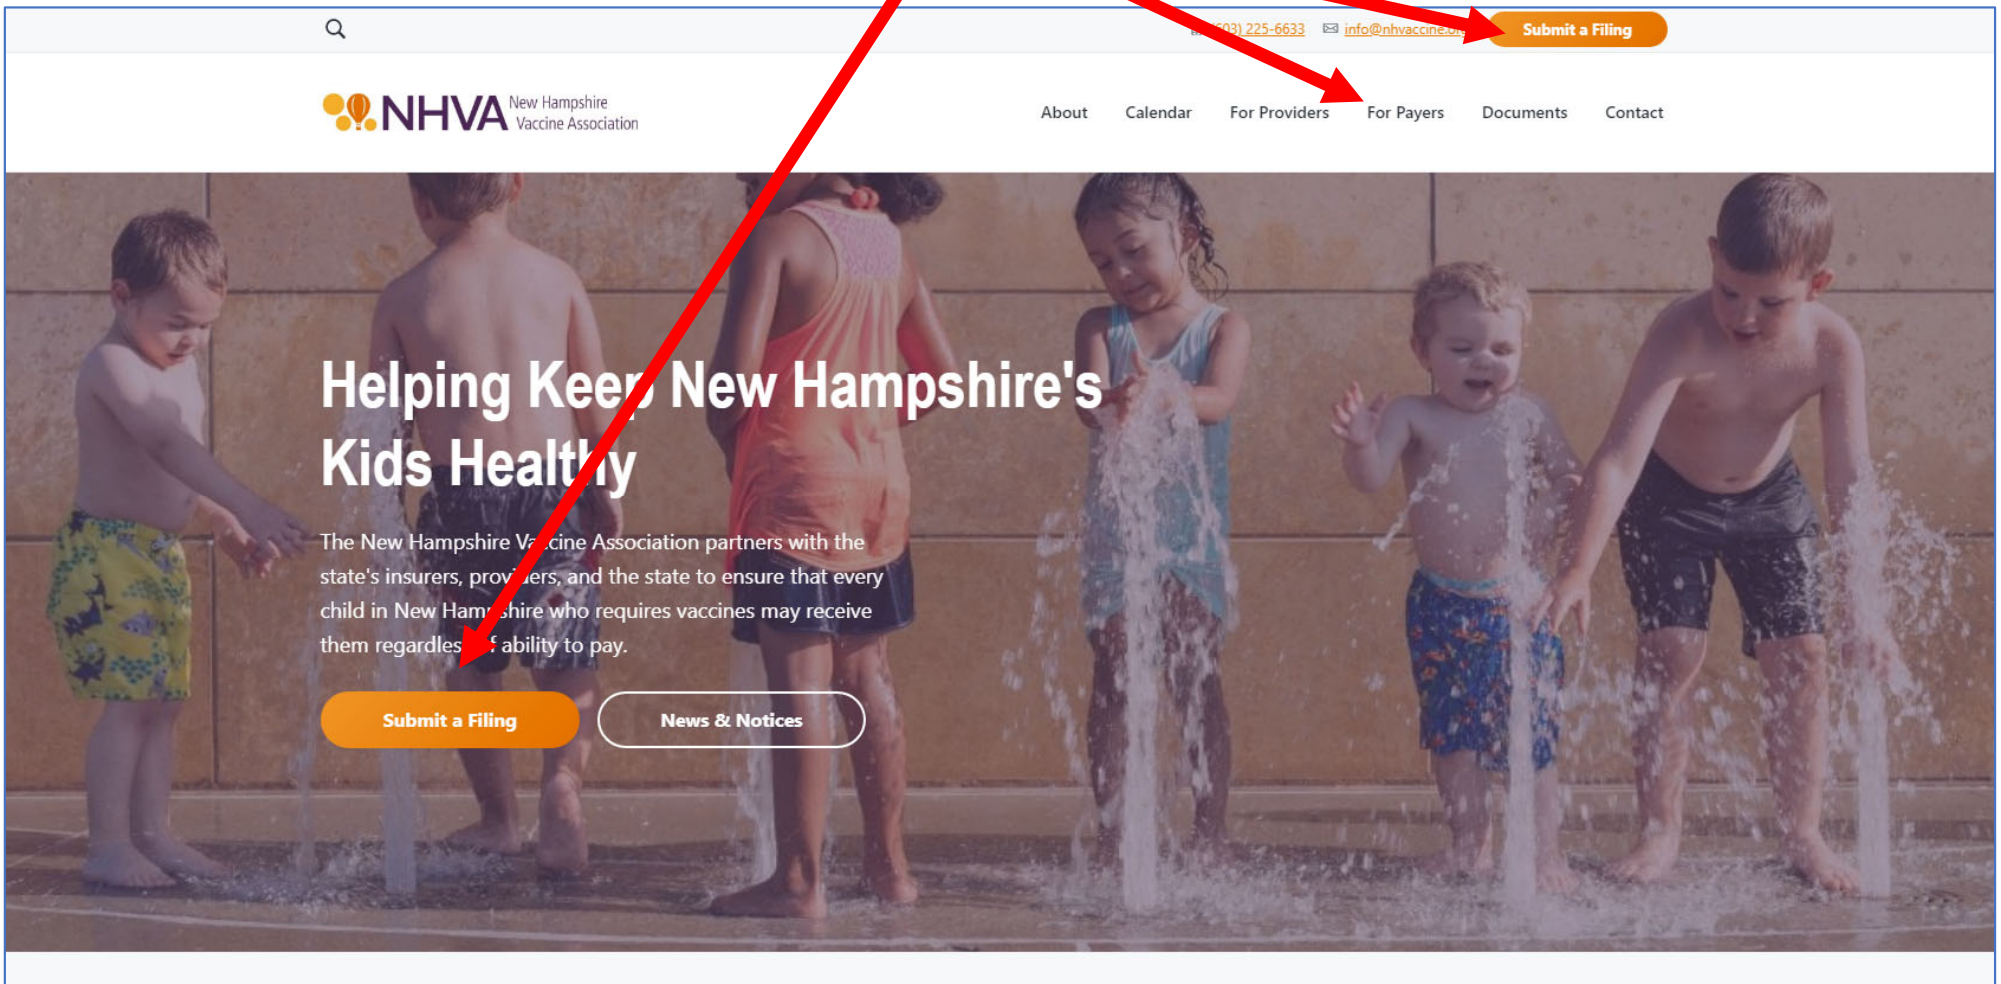 (603) 225-6633 info@nhvaccine.org Submit a Filing
NHVA New Hampshire
Vaccine Association
About Calendar For Providers For Payers Documents Contact
Helping Keep New Hampshire's
Kids Healthy
The New Hampshire Vaccine Association partners with the
state's insurers, providers, and the state to ensure that every
child in New Hampshire who requires vaccines may receive
them regardless of ability to pay.
Submit a Filing News & Notices